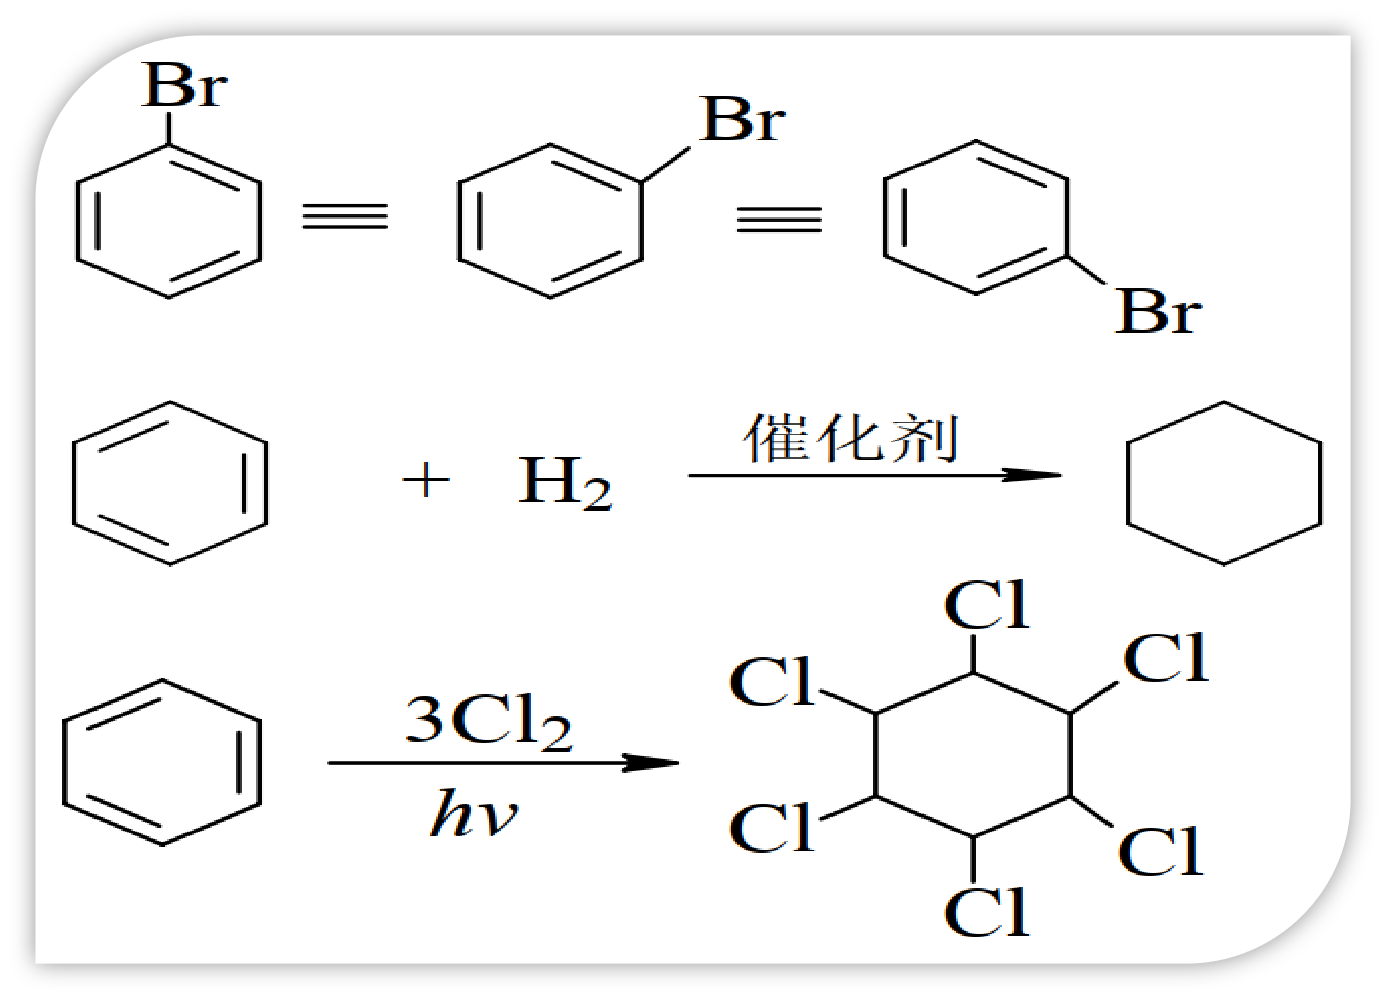 Br Br Br
+ H₂ 催化剂
3Cl₂
hν
Cl
Cl Cl
Cl Cl
Cl